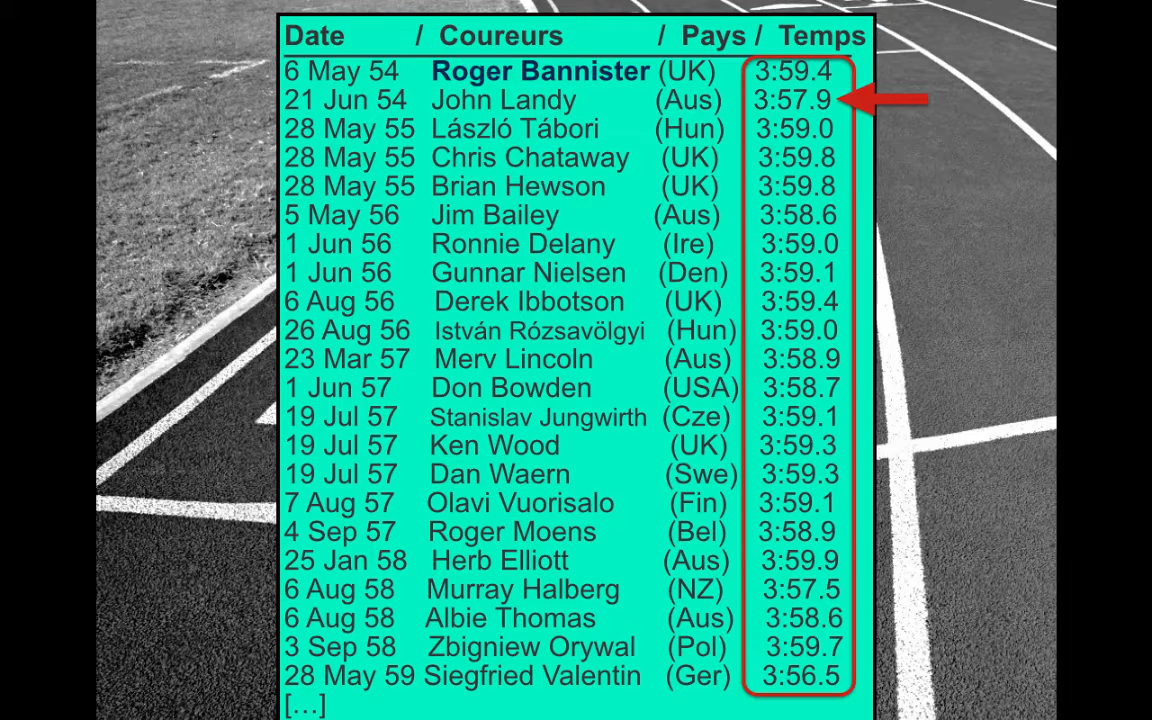 Date / Coureurs / Pays / Temps
6 May 54 Roger Bannister (UK) 3:59.4
21 Jun 54 John Landy (Aus) 3:57.9
28 May 55 László Tábori (Hun) 3:59.0
28 May 55 Chris Chataway (UK) 3:59.8
28 May 55 Brian Hewson (UK) 3:59.8
5 May 56 Jim Bailey (Aus) 3:58.6
1 Jun 56 Ronnie Delany (Ire) 3:59.0
1 Jun 56 Gunnar Nielsen (Den) 3:59.1
6 Aug 56 Derek Ibbotson (UK) 3:59.4
26 Aug 56 István Rózsavölgyi (Hun) 3:59.0
23 Mar 57 Merv Lincoln (Aus) 3:58.9
1 Jun 57 Don Bowden (USA) 3:58.7
19 Jul 57 Stanislav Jungwirth (Cze) 3:59.1
19 Jul 57 Ken Wood (UK) 3:59.3
19 Jul 57 Dan Waern (Swe) 3:59.3
7 Aug 57 Olavi Vuorisalo (Fin) 3:59.1
4 Sep 57 Roger Moens (Bel) 3:58.9
25 Jan 58 Herb Elliott (Aus) 3:59.9
6 Aug 58 Murray Halberg (NZ) 3:57.5
6 Aug 58 Albie Thomas (Aus) 3:58.6
3 Sep 58 Zbigniew Orywal (Pol) 3:59.7
28 May 59 Siegfried Valentin (Ger) 3:56.5
[...]